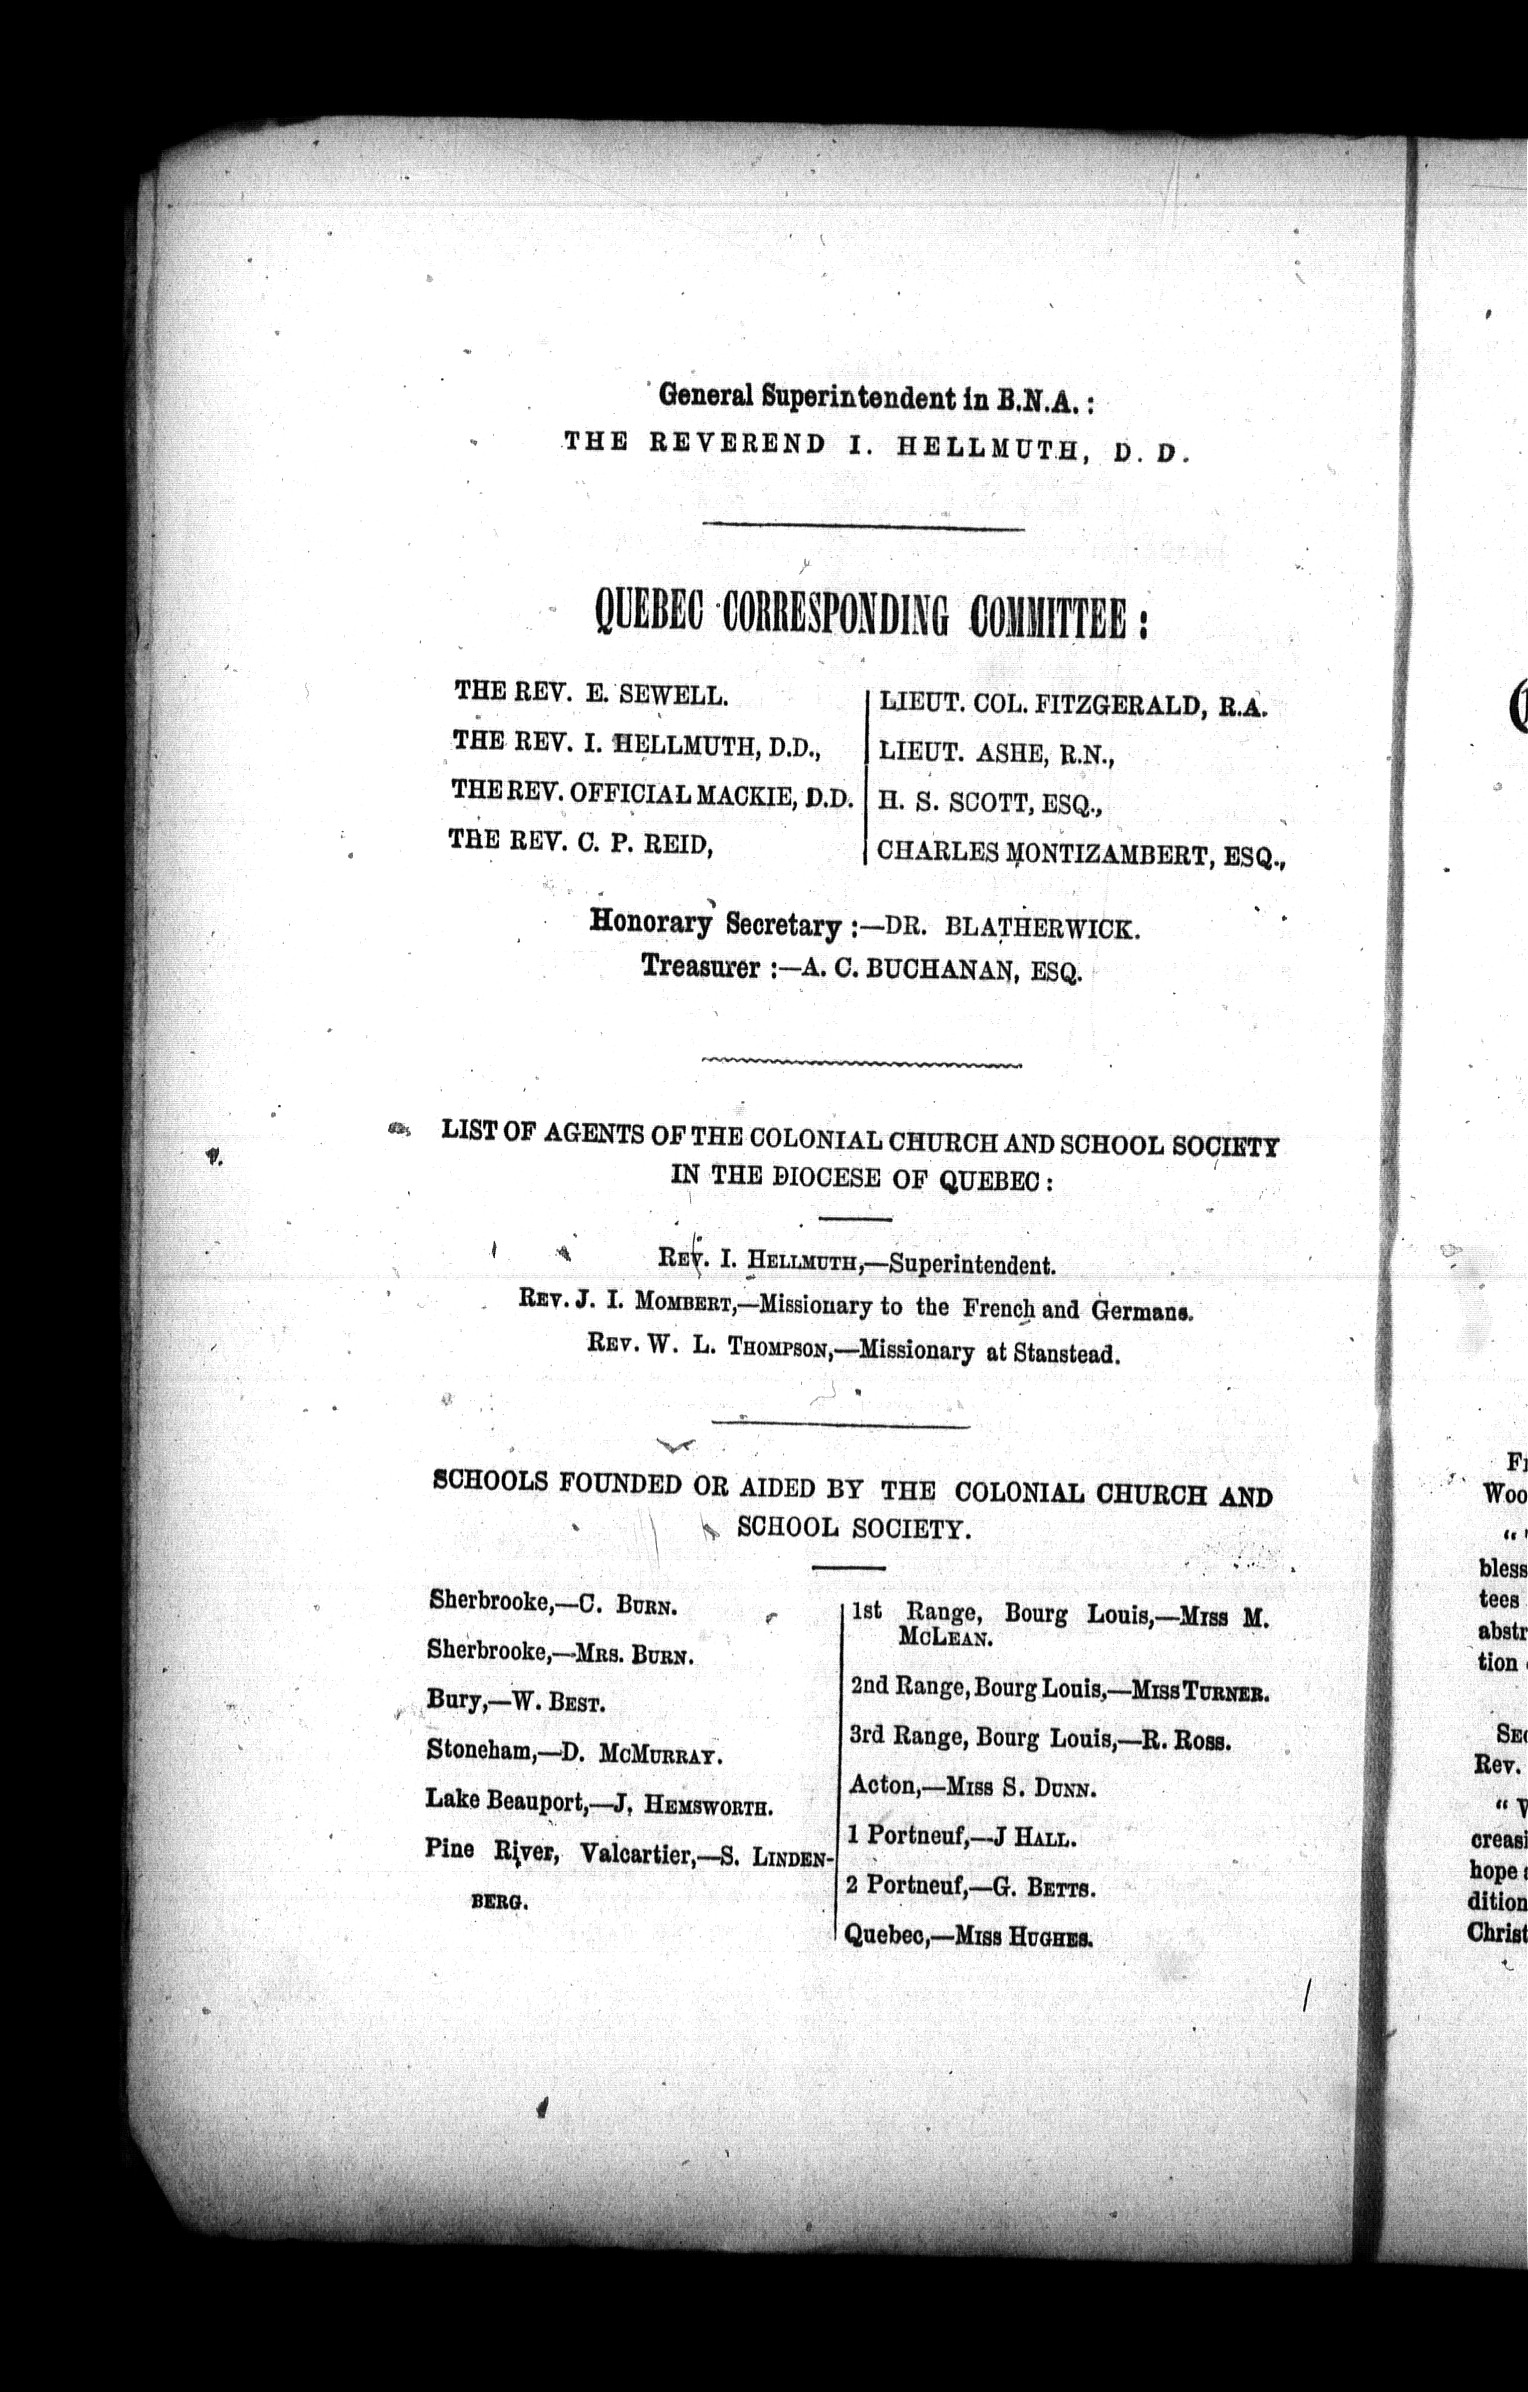 General Superintendent in B.N.A. :
THE REVEREND I. HELLMUTH, D. D.
QUEBEC CORRESPONDING COMMITTEE :
THE REV. E. SEWELL.
THE REV. I. HELLMUTH, D.D.,
THE REV. OFFICIAL MACKIE, D.D.
THE REV. C. P. REID,
LIEUT. COL. FITZGERALD, R.A.
LIEUT. ASHE, R.N.,
H. S. SCOTT, ESQ.,
CHARLES MONTIZAMBERT, ESQ.,
Honorary Secretary :—DR. BLATHERWICK.
Treasurer :—A. C. BUCHANAN, ESQ.
LIST OF AGENTS OF THE COLONIAL CHURCH AND SCHOOL SOCIETY
IN THE DIOCESE OF QUEBEC :
REV. I. HELLMUTH,—Superintendent.
REV. J. I. MOMBERT,—Missionary to the French and Germans.
REV. W. L. THOMPSON,—Missionary at Stanstead.
SCHOOLS FOUNDED OR AIDED BY THE COLONIAL CHURCH AND
SCHOOL SOCIETY.
Sherbrooke,—C. BURN.
Sherbrooke,—MRS. BURN.
Bury,—W. BEST.
Stoneham,—D. MCMURRAY.
Lake Beauport,—J. HEMSWORTH.
Pine River, Valcartier,—S. LINDEN-
BERG.
1st Range, Bourg Louis,—MISS M.
MCLEAN.
2nd Range, Bourg Louis,—MISS TURNER.
3rd Range, Bourg Louis,—R. ROSS.
Acton,—MISS S. DUNN.
1 Portneuf,—J HALL.
2 Portneuf,—G. BETTS.
Quebec,—MISS HUGHES.
Woo
bless
tees
abstr
tion
Rev.
creasi
hope
dition
Christ